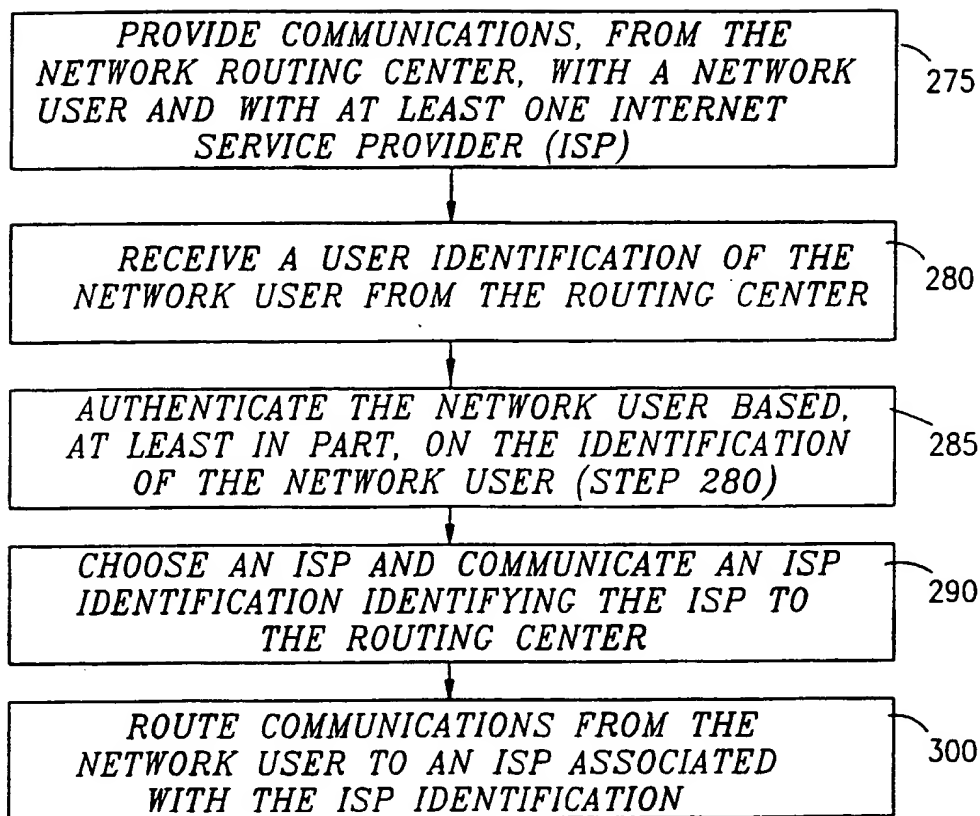 PROVIDE COMMUNICATIONS, FROM THE
NETWORK ROUTING CENTER, WITH A NETWORK
USER AND WITH AT LEAST ONE INTERNET
SERVICE PROVIDER (ISP)
275
RECEIVE A USER IDENTIFICATION OF THE
NETWORK USER FROM THE ROUTING CENTER
280
AUTHENTICATE THE NETWORK USER BASED,
AT LEAST IN PART, ON THE IDENTIFICATION
OF THE NETWORK USER (STEP 280)
285
CHOOSE AN ISP AND COMMUNICATE AN ISP
IDENTIFICATION IDENTIFYING THE ISP TO
THE ROUTING CENTER
290
ROUTE COMMUNICATIONS FROM THE
NETWORK USER TO AN ISP ASSOCIATED
WITH THE ISP IDENTIFICATION
300